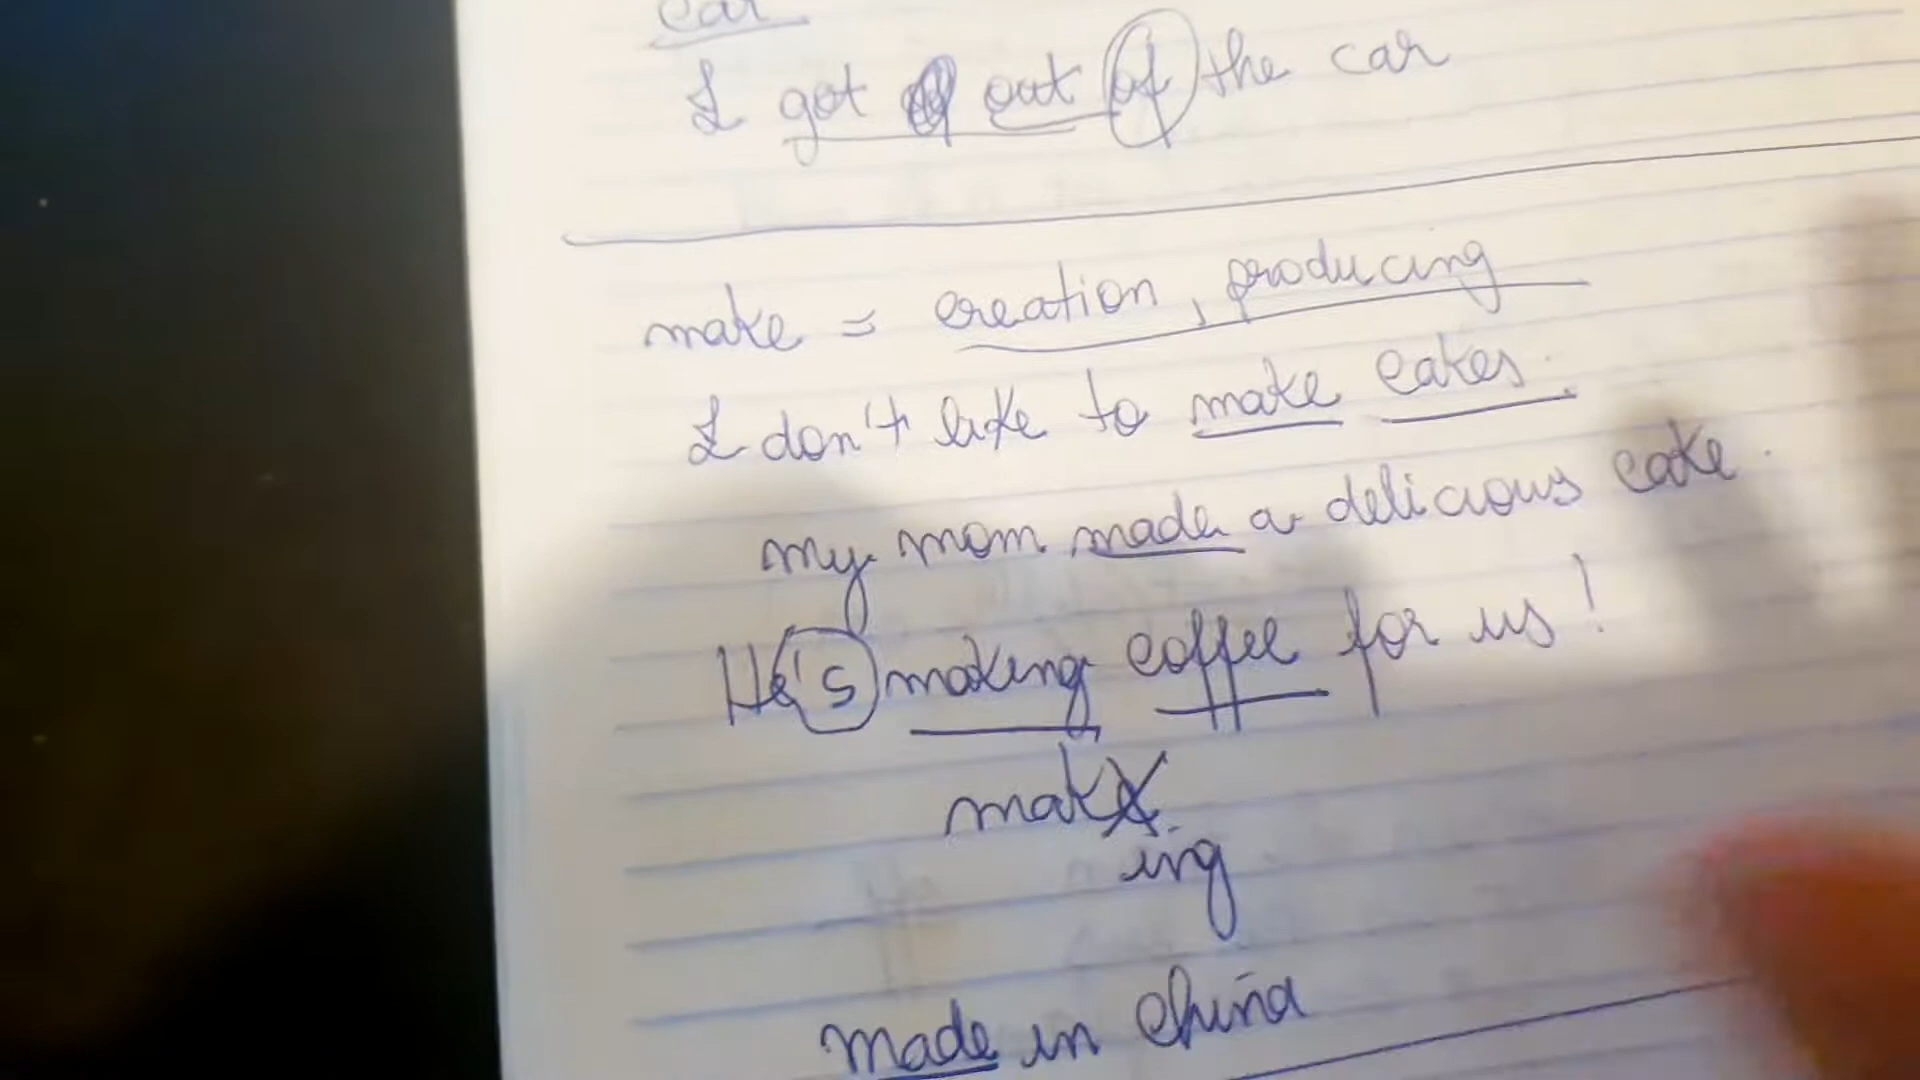 car
I got out of the car
make = creation, producing
I don't like to make cakes.
my mom made a delicious cake.
He's making coffee for us!
make
ing
made in China